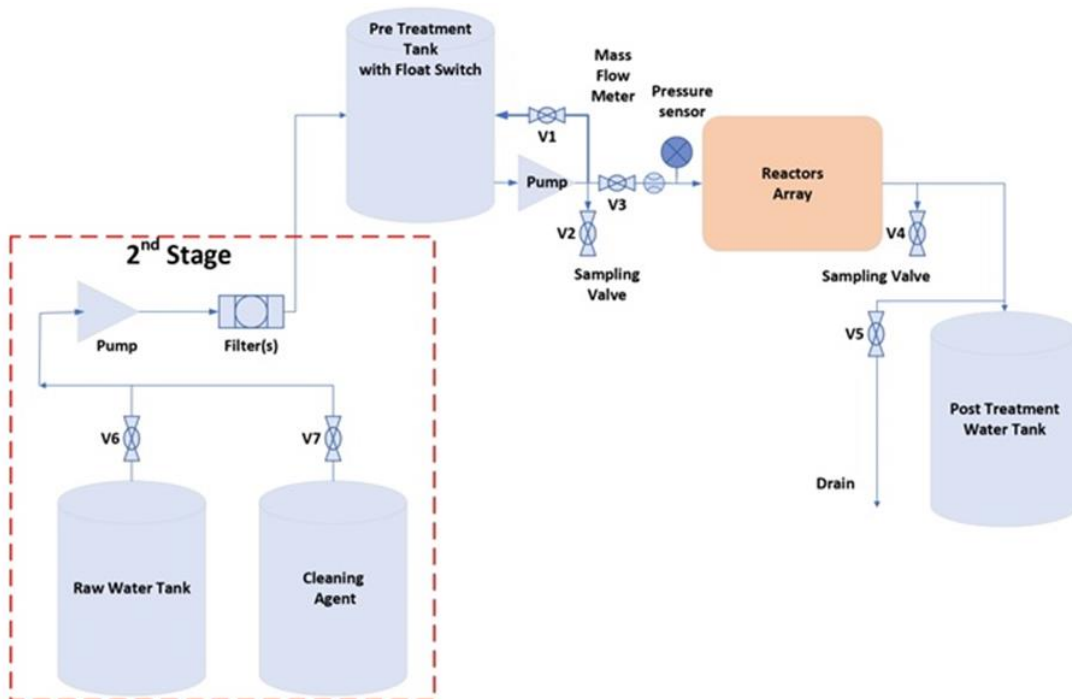 Pre Treatment
Tank
with Float Switch
Mass
Flow
Meter
Pressure
sensor
V1
Pump
V3
Reactors
Array
V2
V4
Sampling
Valve
Sampling Valve
2nd Stage
Pump
Filter(s)
V5
V6
V7
Post Treatment
Water Tank
Drain
Raw Water Tank
Cleaning
Agent